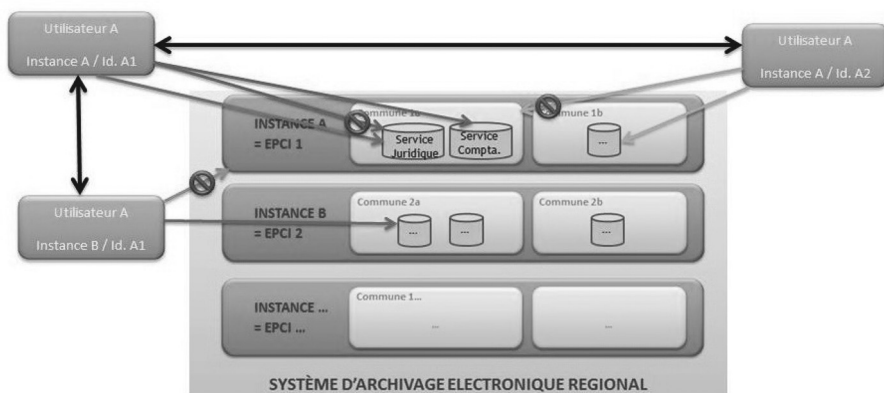 Utilisateur A
Instance A / Id. A1
Utilisateur A
Instance A / Id. A2
INSTANCE A
= EPCI 1
Commune 1a
Service
Juridique
Service
Compta.
Commune 1b
...
Utilisateur A
Instance B / Id. A1
INSTANCE B
= EPCI 2
Commune 2a
...
...
Commune 2b
...
INSTANCE ...
= EPCI ...
Commune 1...
...
...
SYSTÈME D'ARCHIVAGE ELECTRONIQUE REGIONAL